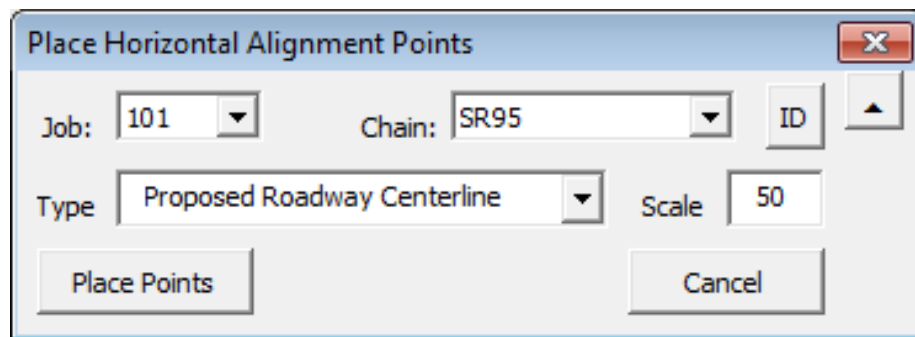 Place Horizontal Alignment Points
Job: 101 Chain: SR95 ID
Type Proposed Roadway Centerline Scale 50
Place Points Cancel